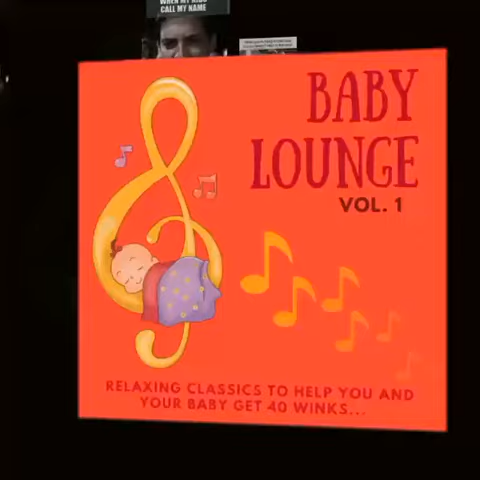 WHEN MY KIDS
CALL MY NAME
BABY
LOUNGE
VOL. 1
RELAXING CLASSICS TO HELP YOU AND
YOUR BABY GET 40 WINKS...